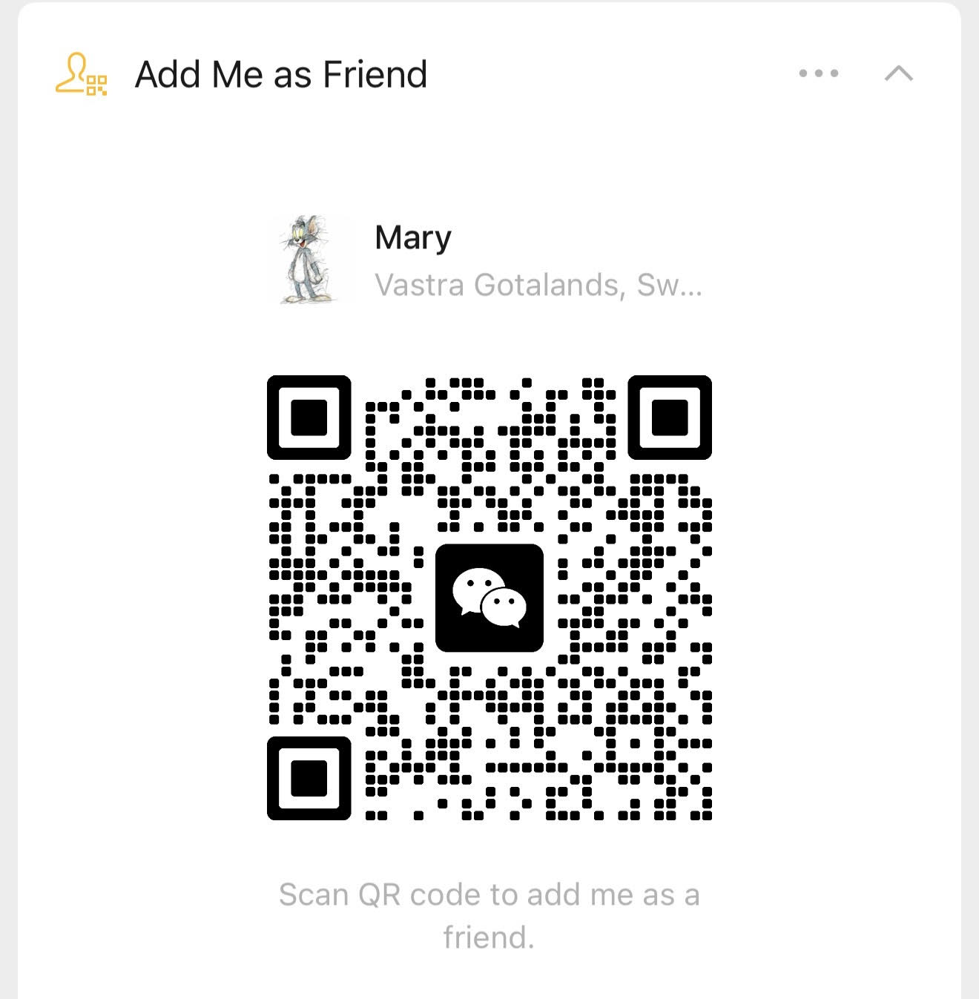 Add Me as Friend
Mary
Vastra Gotalands, Sw...
Scan QR code to add me as a
friend.